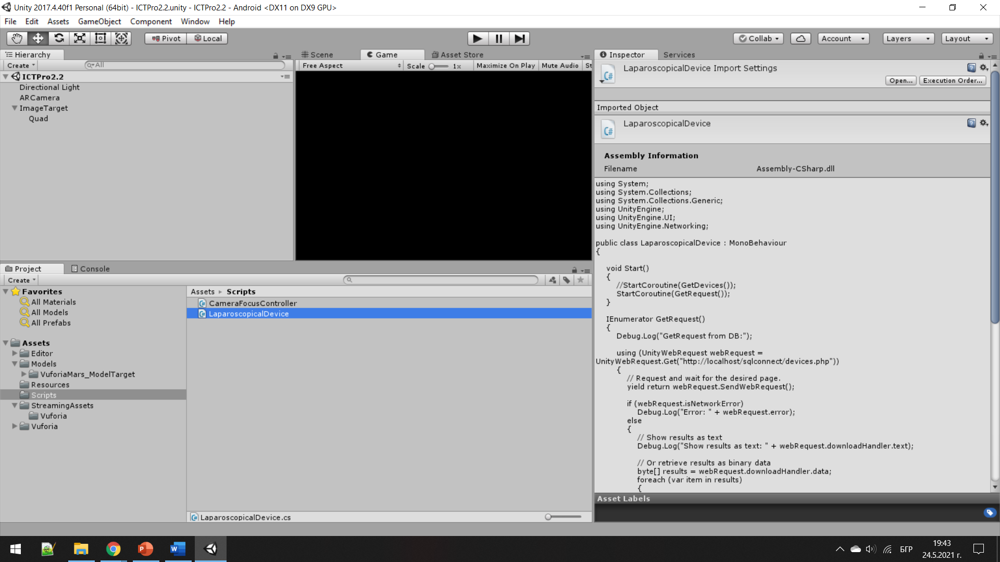 Unity 2017.4.40f1 Personal (64bit) - ICTPro2.2.unity - ICTPro2.2 - Android <DX11 on DX9 GPU>
File Edit Assets GameObject Component Window Help
Pivot Local Collab Account Layers Layout
Hierarchy
Create All
ICTPro2.2
Directional Light
ARCamera
ImageTarget
Quad
Scene Game Asset Store
Free Aspect Scale 1x Maximize On Play Mute Audio St
Project Console
Create
Favorites
All Materials
All Models
All Prefabs
Assets
Editor
Models
VuforiaMars_ModelTarget
Resources
Scripts
StreamingAssets
Vuforia
Vuforia
Assets Scripts
CameraFocusController
LaparoscopicalDevice
LaparoscopicalDevice.cs
Inspector Services
LaparoscopicalDevice Import Settings
Open... Execution Order...
Imported Object
LaparoscopicalDevice
Assembly Information
Filename Assembly-CSharp.dll
using System;
using System.Collections;
using System.Collections.Generic;
using UnityEngine;
using UnityEngine.UI;
using UnityEngine.Networking;
public class LaparoscopicalDevice : MonoBehaviour
{
void Start()
{
//StartCoroutine(GetDevices());
StartCoroutine(GetRequest());
}
IEnumerator GetRequest()
{
Debug.Log("GetRequest from DB:");
using (UnityWebRequest webRequest =
UnityWebRequest.Get("http://localhost/sqlconnect/devices.php"))
{
// Request and wait for the desired page.
yield return webRequest.SendWebRequest();
if (webRequest.isNetworkError)
Debug.Log("Error: " + webRequest.error);
else
{
// Show results as text
Debug.Log("Show results as text: " + webRequest.downloadHandler.text);
// Or retrieve results as binary data
byte[] results = webRequest.downloadHandler.data;
foreach (var item in results)
{
Asset Labels
БГР
19:43
24.5.2021 г.